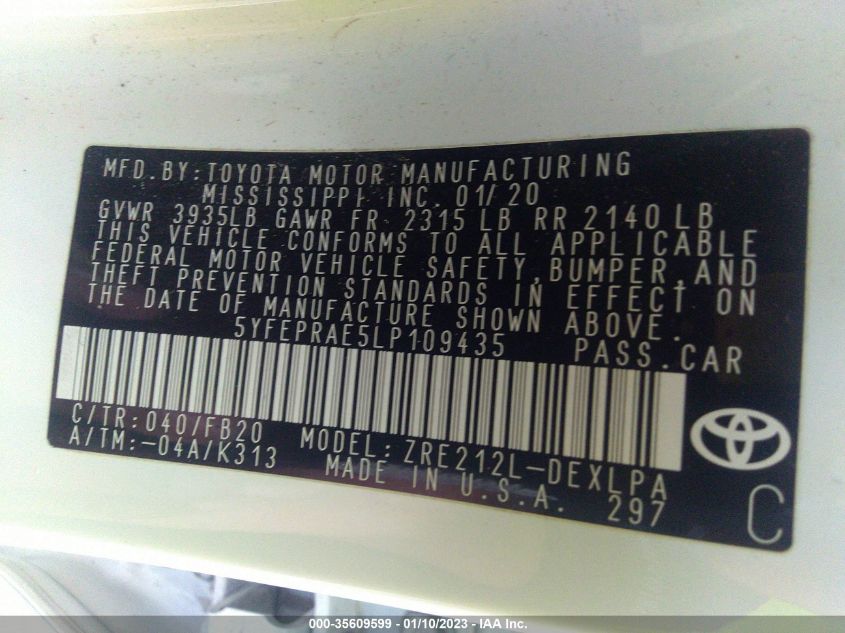 MFD.BY:TOYOTA MOTOR MANUFACTURING
MISSISSIPPI INC. 01/20
GVWR 3935LB GAWR FR 2315 LB RR 2140 LB
THIS VEHICLE CONFORMS TO ALL APPLICABLE
FEDERAL MOTOR VEHICLE SAFETY, BUMPER, AND
THEFT PREVENTION STANDARDS IN EFFECT ON
THE DATE OF MANUFACTURE SHOWN ABOVE.
5YFEPRAE5LP109435 PASS.CAR
C/TR:040/FB20 MODEL:ZRE212L-DEXLPA
A/TM:-04A/K313 MADE IN U.S.A. 297
C
000-35609599 — 01/10/2023 — IAA Inc.